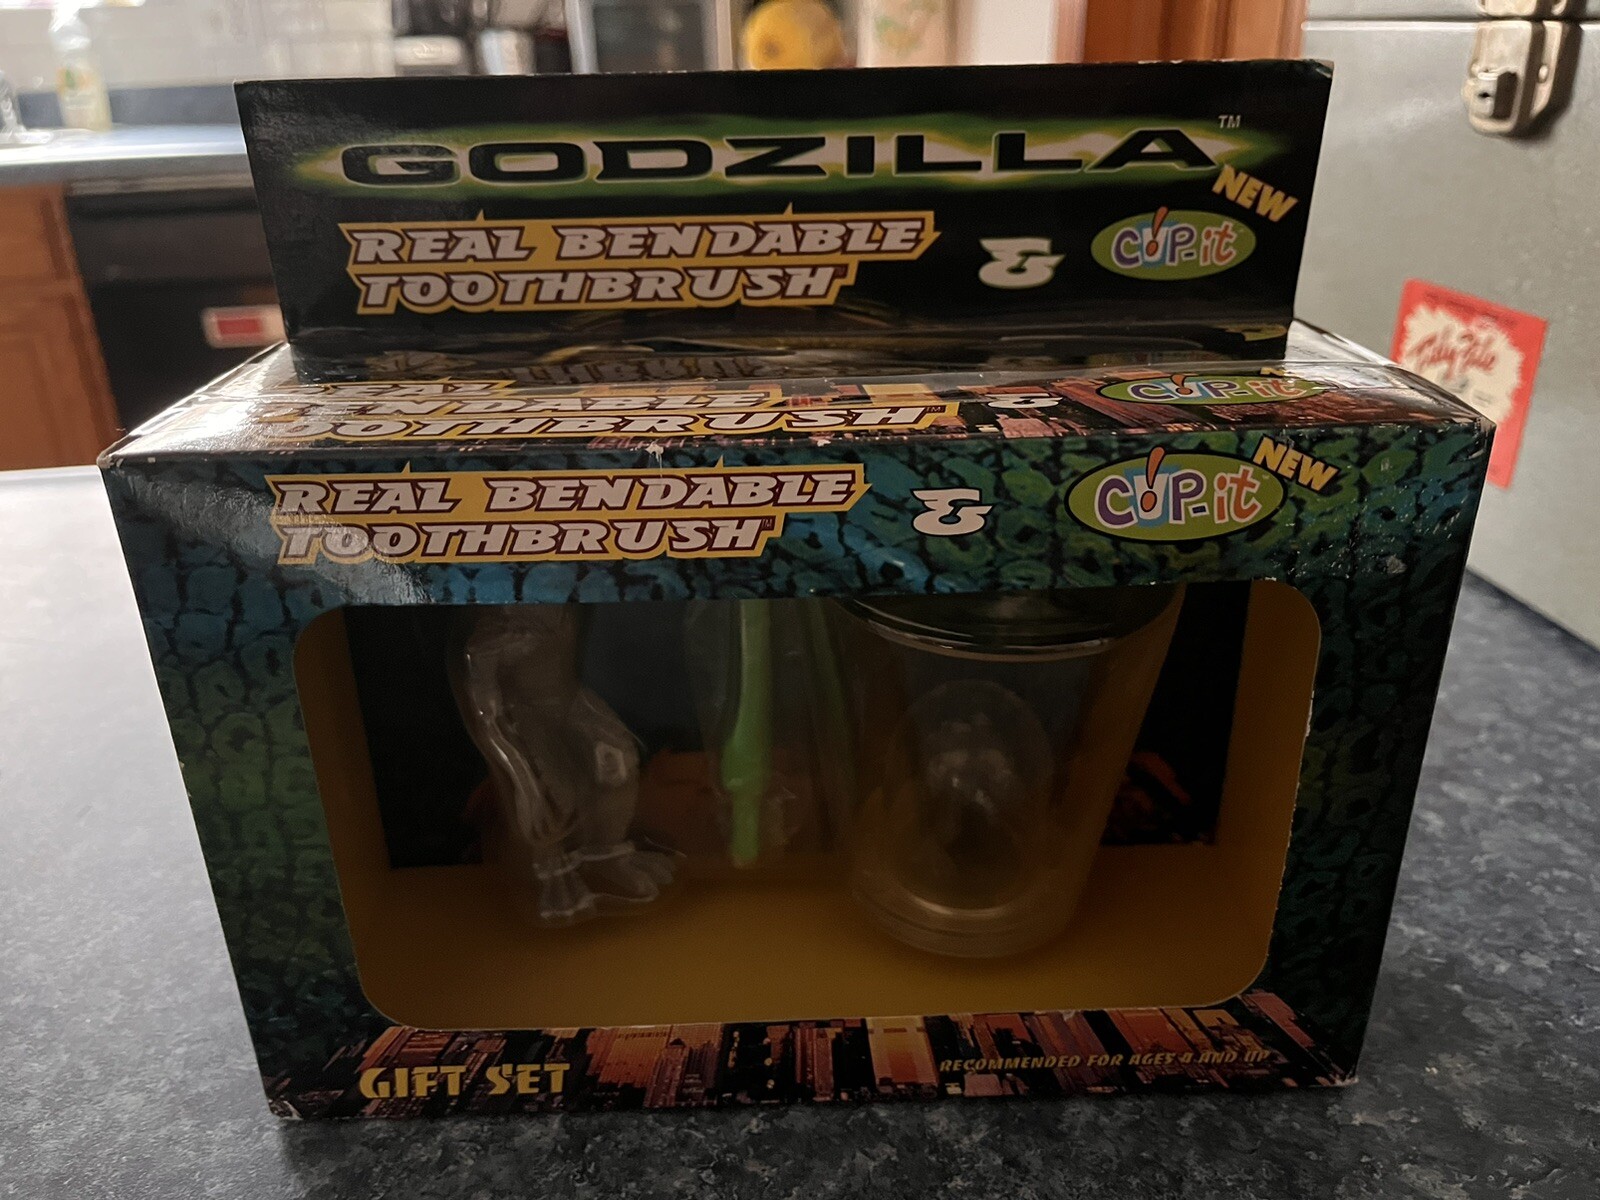 GODZILLA™
NEW
REAL BENDABLE
TOOTHBRUSH™
&
CUP-it
REAL
BENDABLE
TOOTHBRUSH™
&
CUP-it
REAL BENDABLE
TOOTHBRUSH™
&
CUP-it™
NEW
GIFT SET
RECOMMENDED FOR AGES 4 AND UP